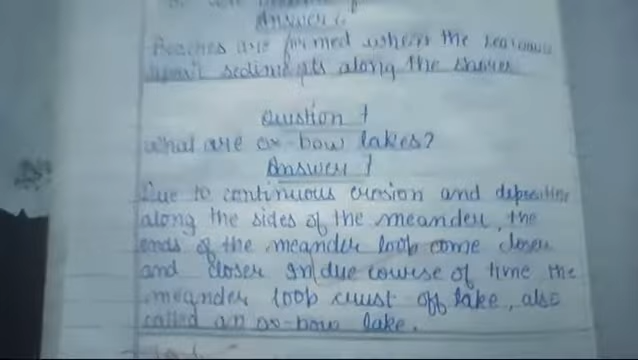 Answer 6
Beaches are formed when the sea waves
sediments along the shores
Question 7
What are ox-bow lakes?
Answer 7
Due to continuous erosion and deposition
along the sides of the meander, the
ends of the meander loop come closer
and closer In due course of time the
meander loop off lake, also
called an ox-bow lake.